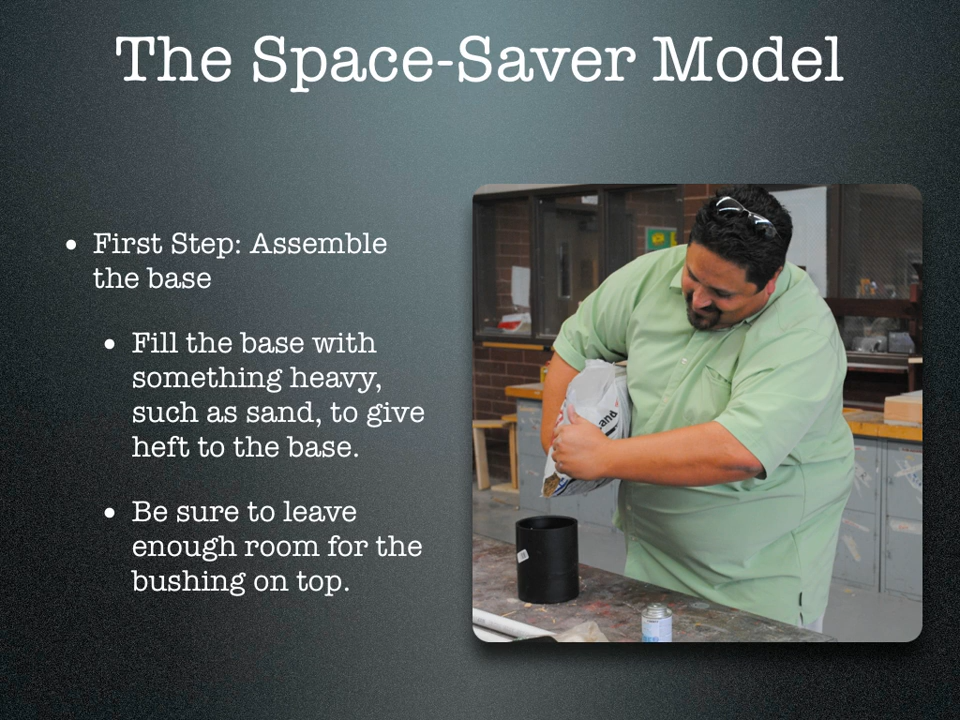 The Space-Saver Model
• First Step: Assemble
the base
• Fill the base with
something heavy,
such as sand, to give
heft to the base.
• Be sure to leave
enough room for the
bushing on top.
and